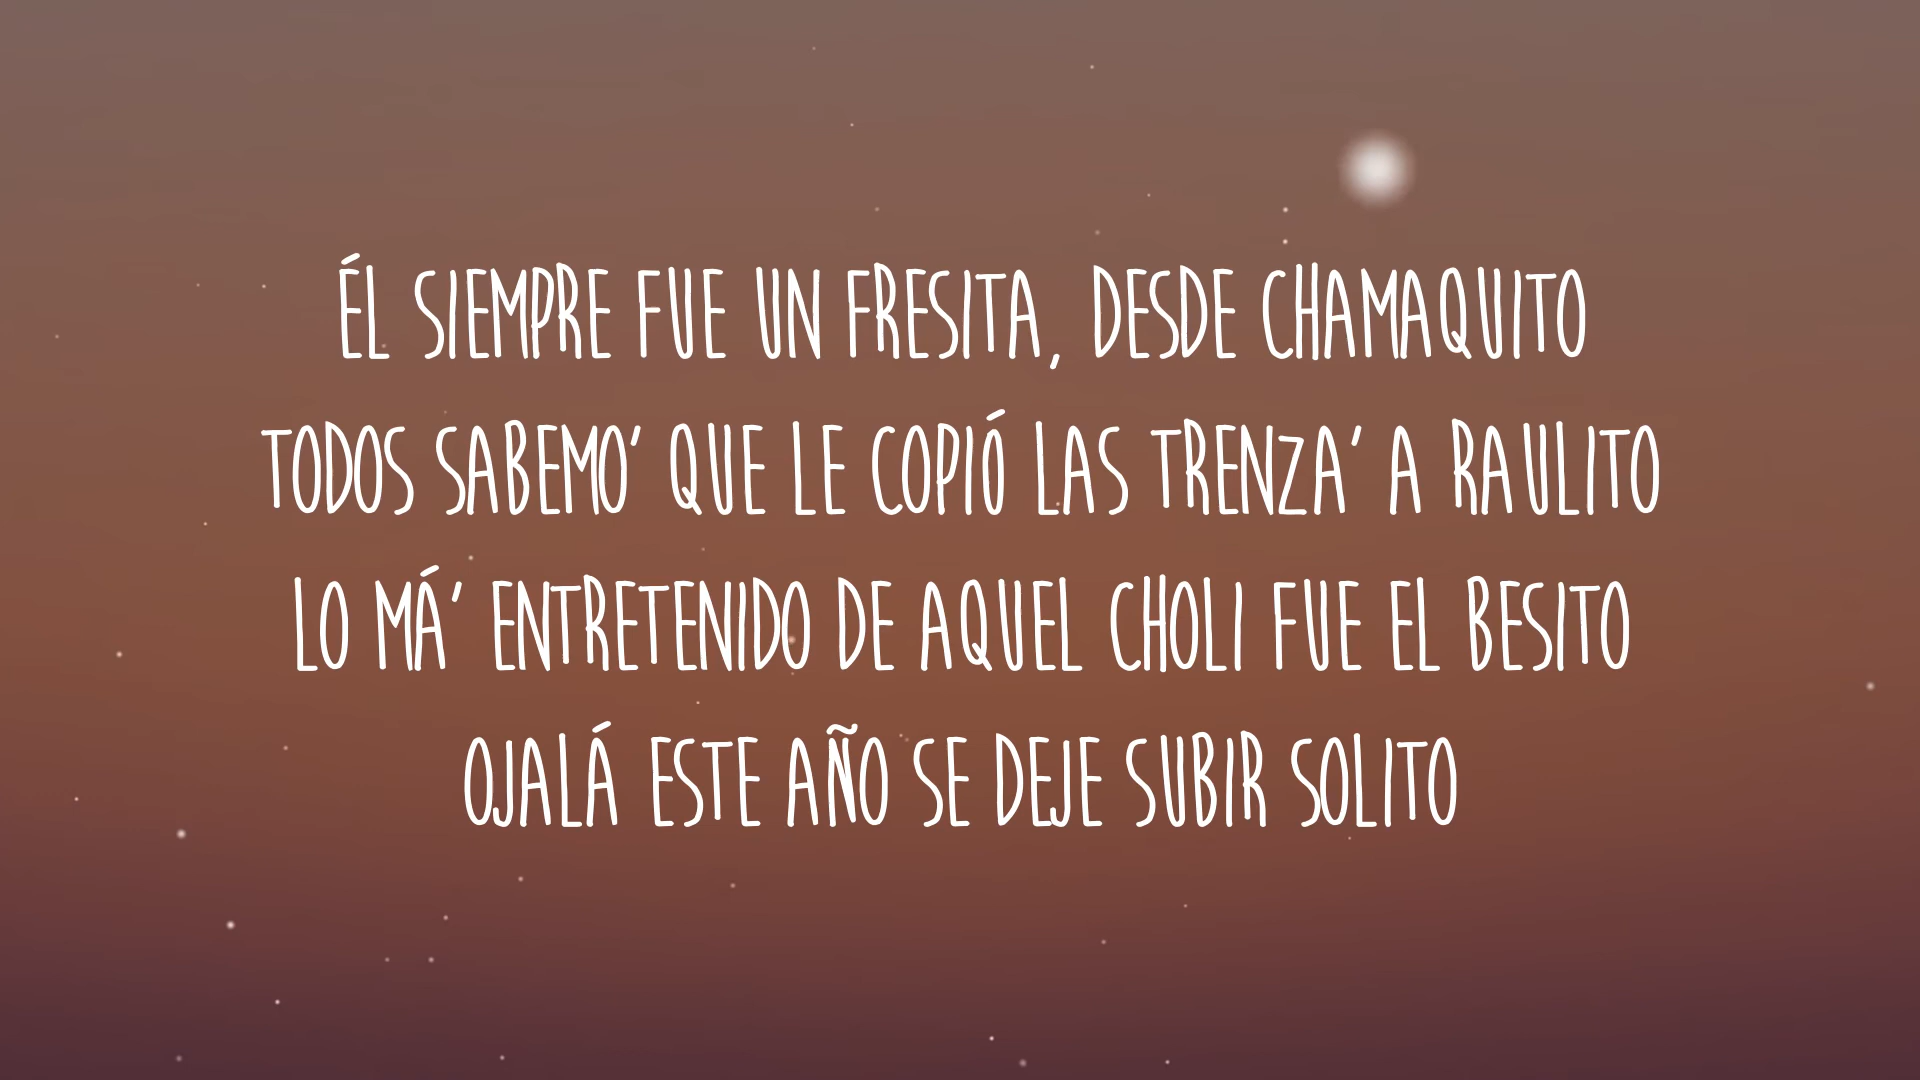 ÉL SIEMPRE FUE UN FRESITA, DESDE CHAMAQUITO
TODOS SABEMO' QUE LE COPIÓ LAS TRENZA' A RAULITO
LO MÁ' ENTRETENIDO DE AQUEL CHOLI FUE EL BESITO
OJALÁ ESTE AÑO SE DEJE SUBIR SOLITO